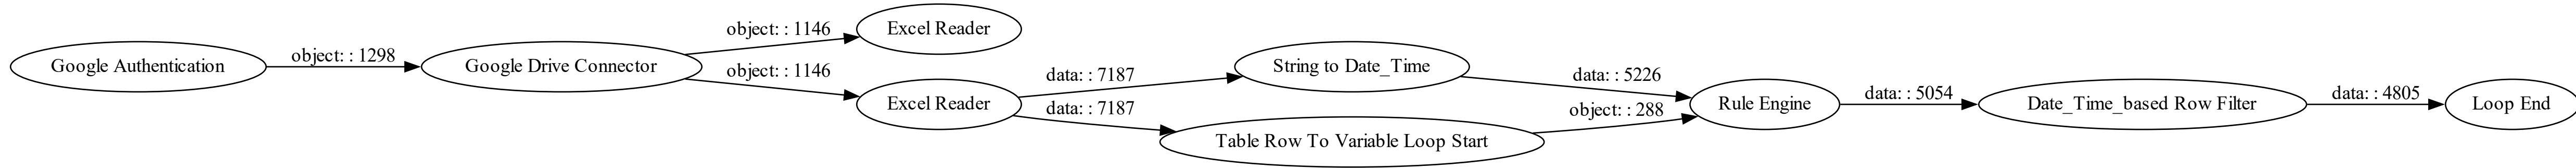 Google Authentication
object: : 1298
Google Drive Connector
object: : 1146
Excel Reader
object: : 1146
Excel Reader
data: : 7187
String to Date_Time
data: : 7187
Table Row To Variable Loop Start
data: : 5226
object: : 288
Rule Engine
data: : 5054
Date_Time_based Row Filter
data: : 4805
Loop End